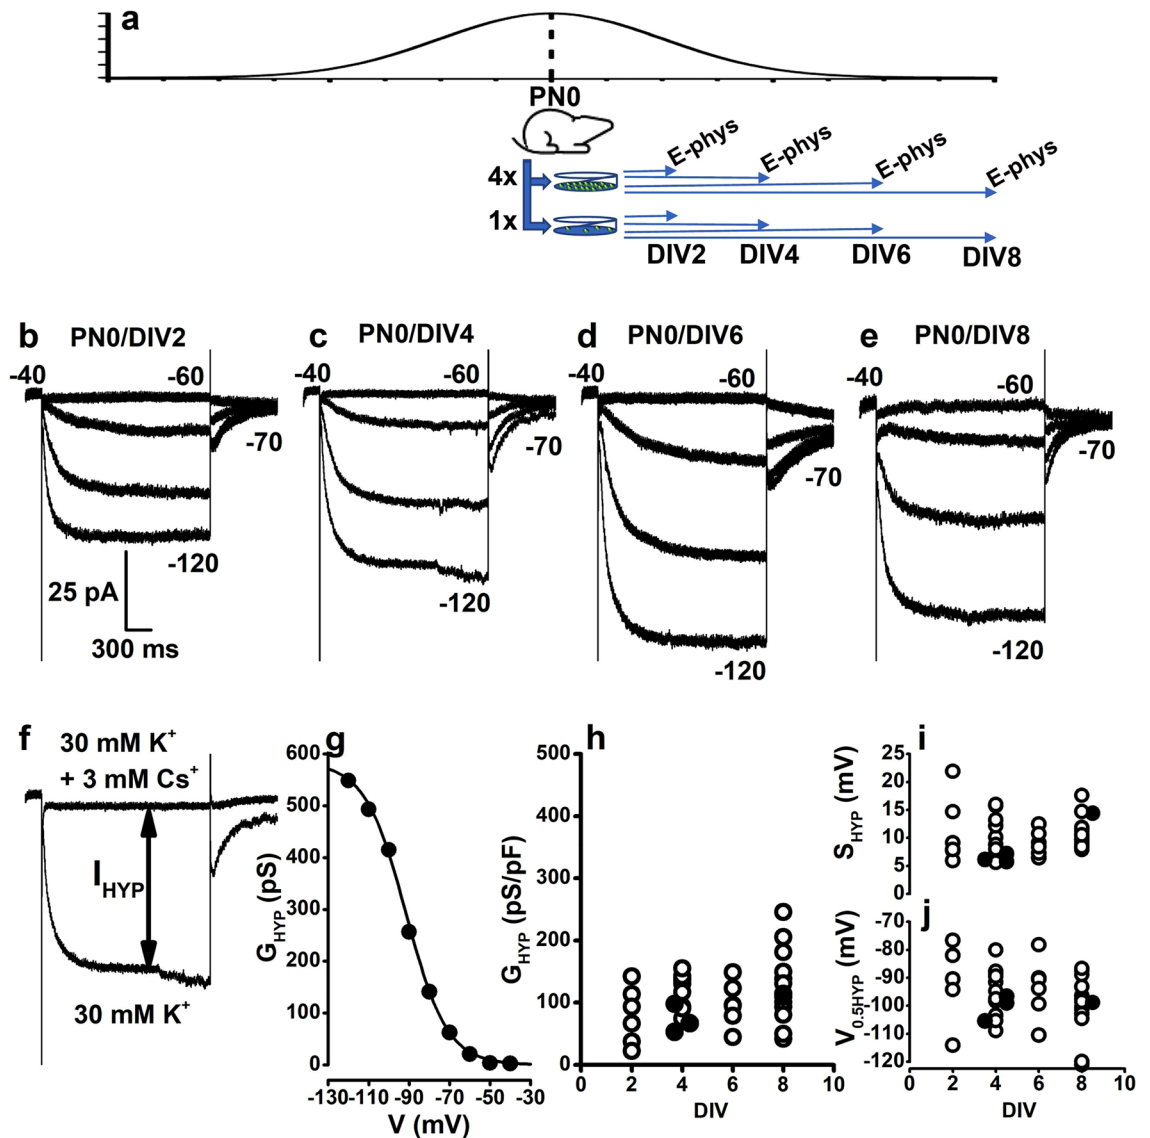 a
PN0
E-phys E-phys E-phys E-phys
4x
1x
DIV2 DIV4 DIV6 DIV8
b PN0/DIV2 c PN0/DIV4 d PN0/DIV6 e PN0/DIV8
-40 -60 -40 -60 -40 -60 -40 -60
-70 -70 -70 -70
-120 -120 -120 -120
25 pA
300 ms
f
30 mM K+
+ 3 mM Cs+
IHYP
30 mM K+
g
GHYP (pS)
600
500
400
300
200
100
0
-130 -110 -90 -70 -50 -30
V (mV)
h
GHYP (pS/pF)
500
400
300
200
100
0
0 2 4 6 8 10
DIV
i
SHYP (mV)
25
20
15
10
5
0
j
V0.5HYP (mV)
-70
-80
-90
-100
-110
-120
0 2 4 6 8 10
DIV